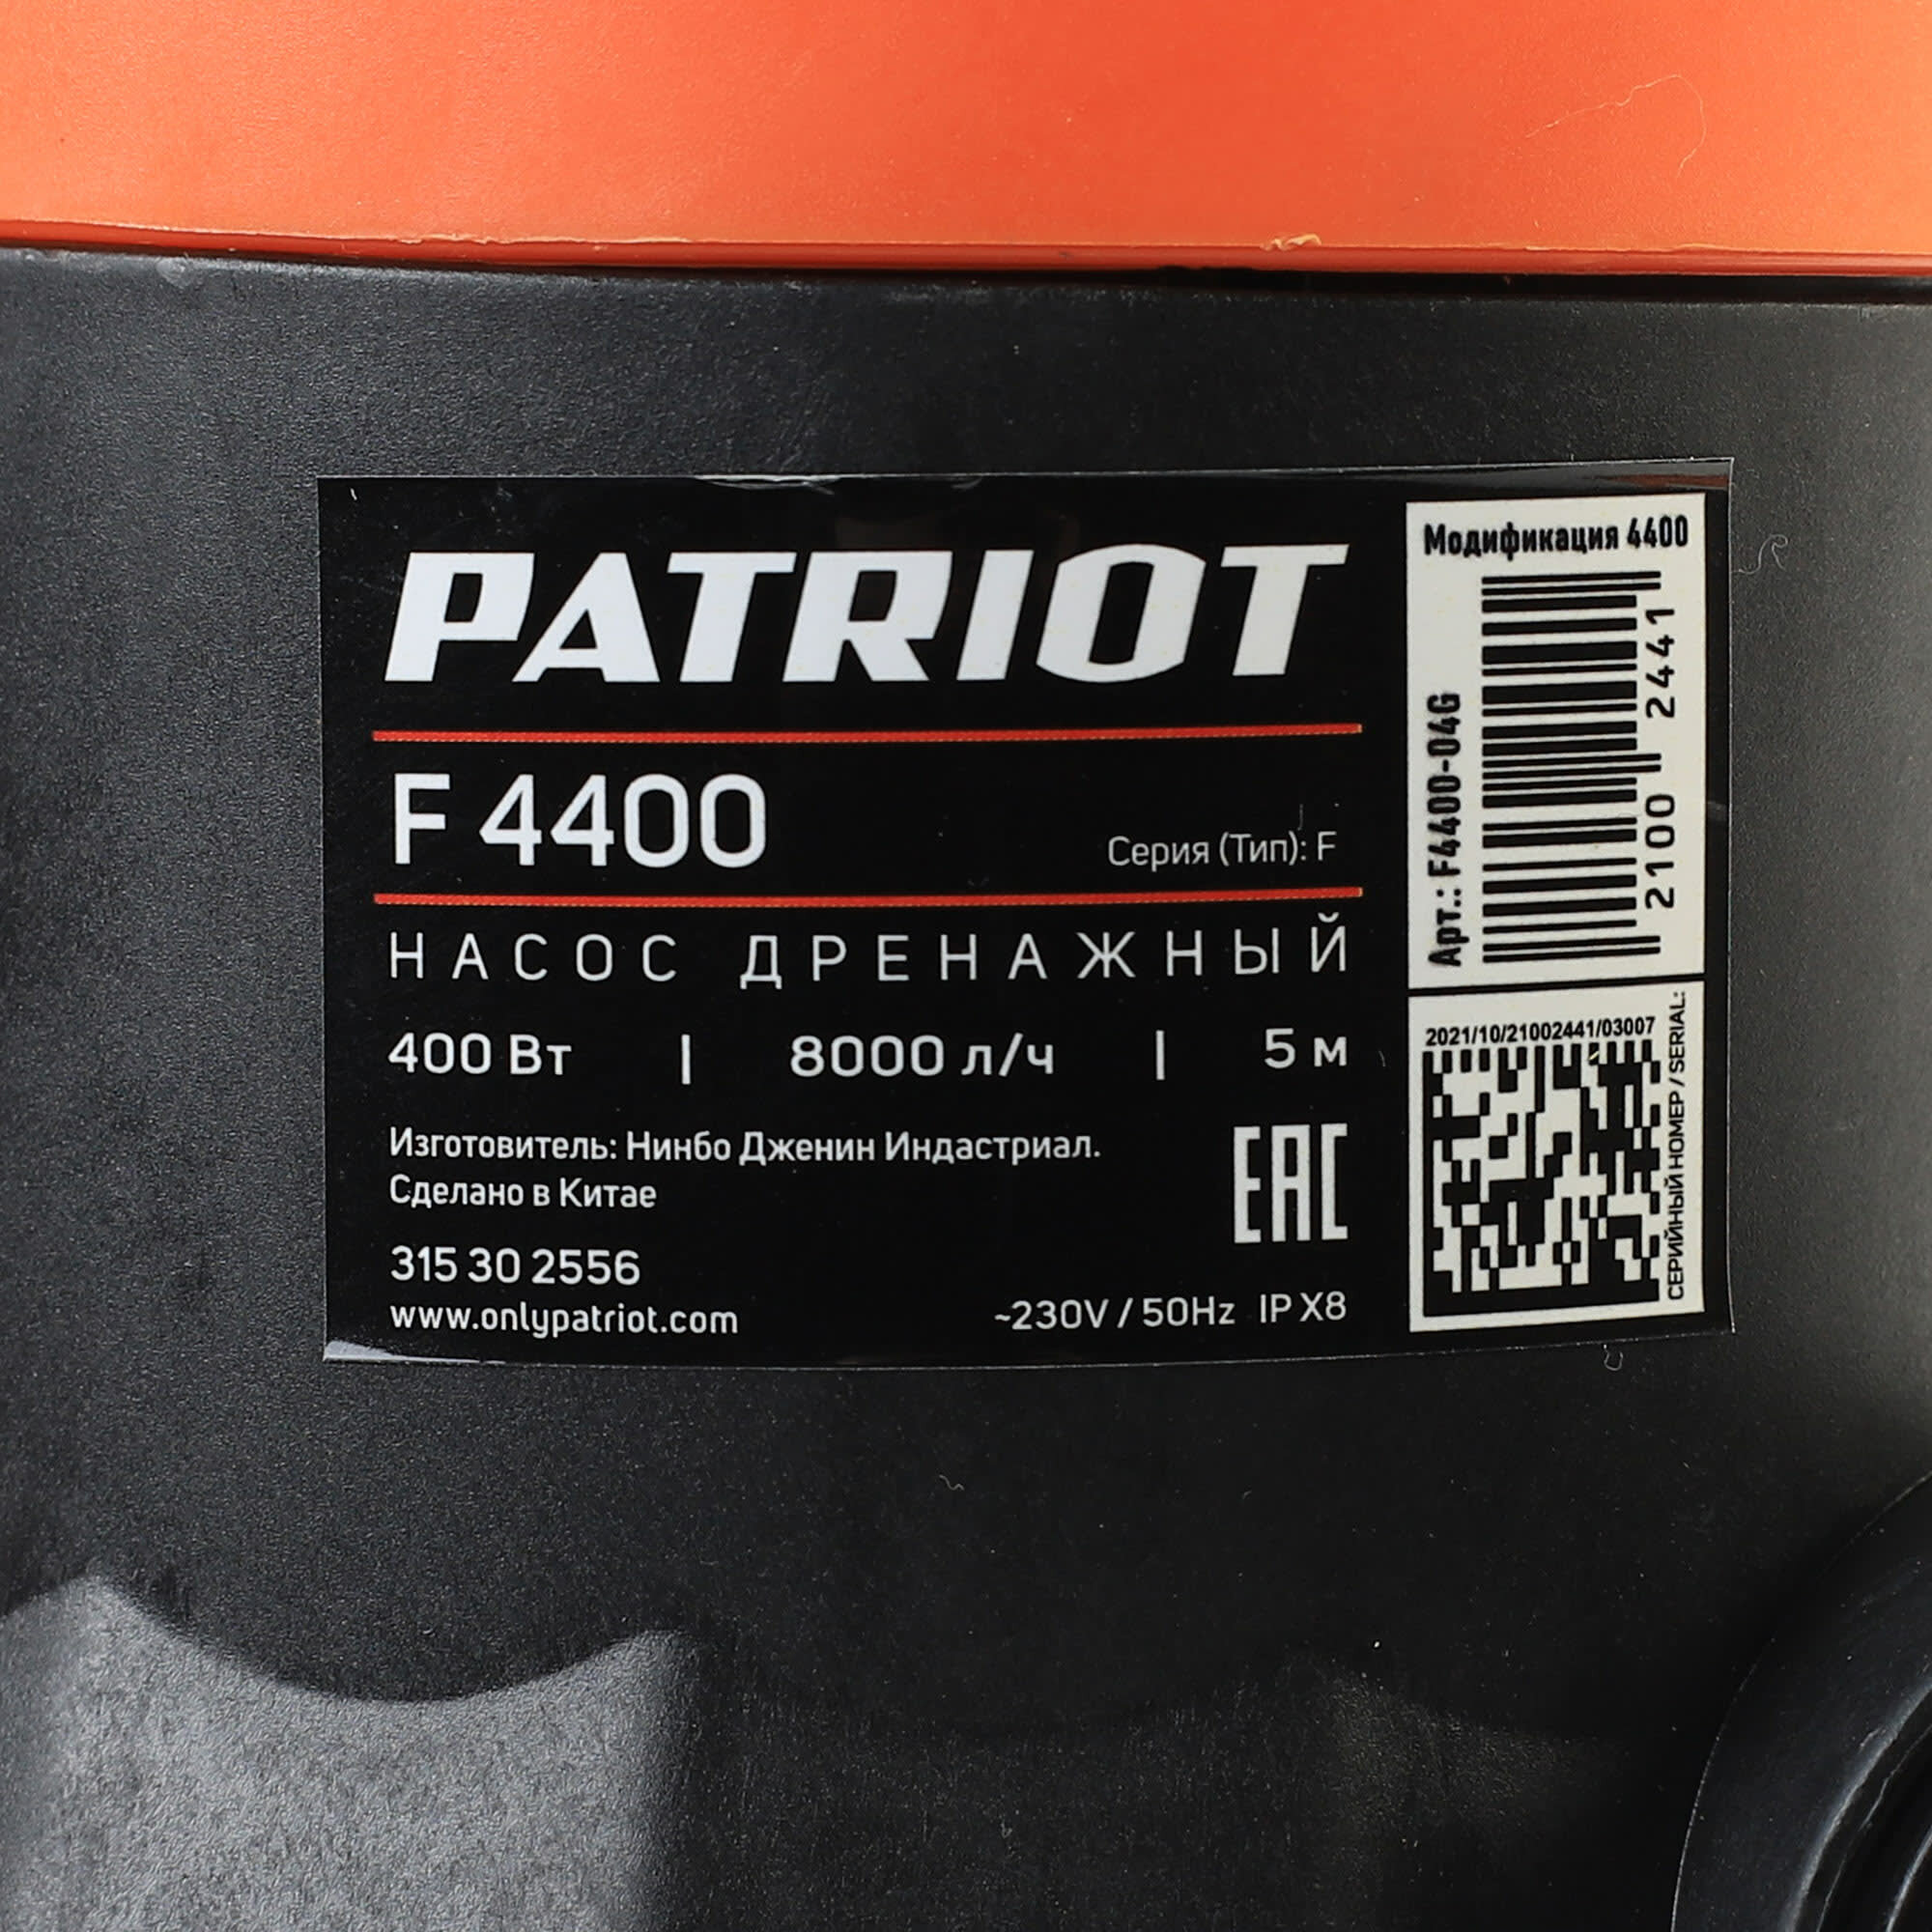 PATRIOT
F 4400
Серия (Тип): F
НАСОС ДРЕНАЖНЫЙ
400 Вт | 8000 л/ч | 5 м
Изготовитель: Нинбо Дженин Индастриал.
Сделано в Китае
EAC
315 30 2556
www.onlypatriot.com
~230V / 50Hz IP X8
Модификация 4400
Арт.: F4400-04G
2100 2441
2021/10/21002441/03007
СЕРИЙНЫЙ НОМЕР / SERIAL: